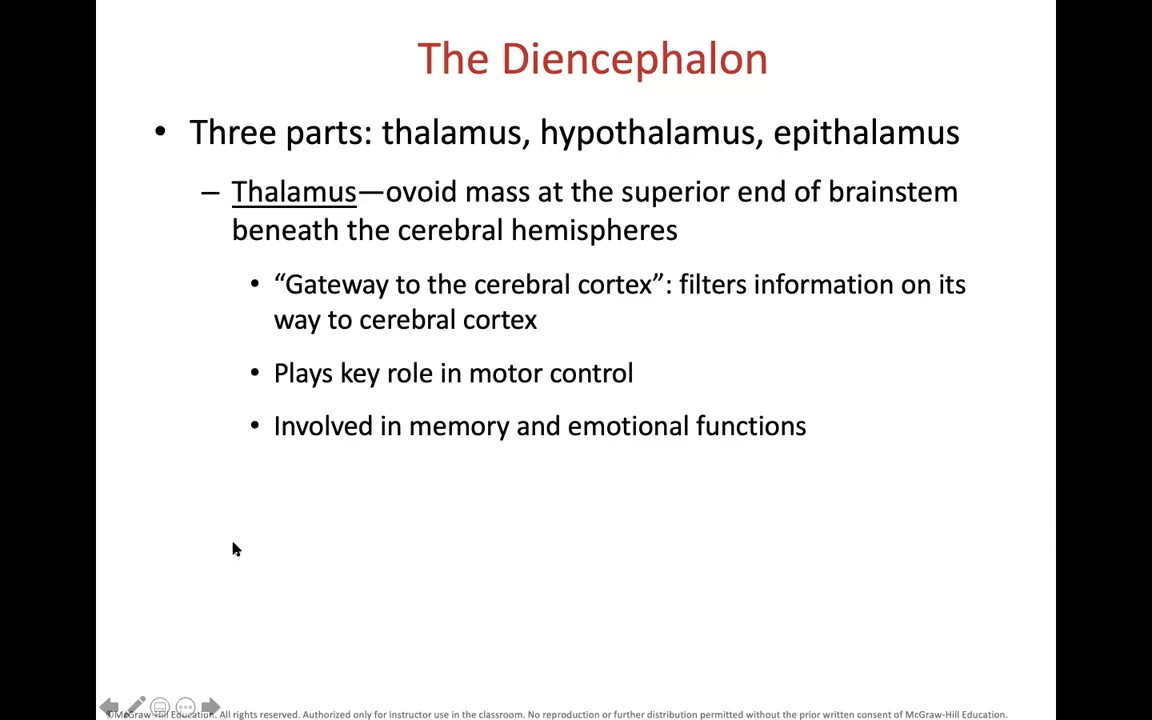 The Diencephalon
• Three parts: thalamus, hypothalamus, epithalamus
– Thalamus—ovoid mass at the superior end of brainstem
beneath the cerebral hemispheres
• “Gateway to the cerebral cortex”: filters information on its
way to cerebral cortex
• Plays key role in motor control
• Involved in memory and emotional functions
©McGraw-Hill Education. All rights reserved. Authorized only for instructor use in the classroom. No reproduction or further distribution permitted without the prior written consent of McGraw-Hill Education.